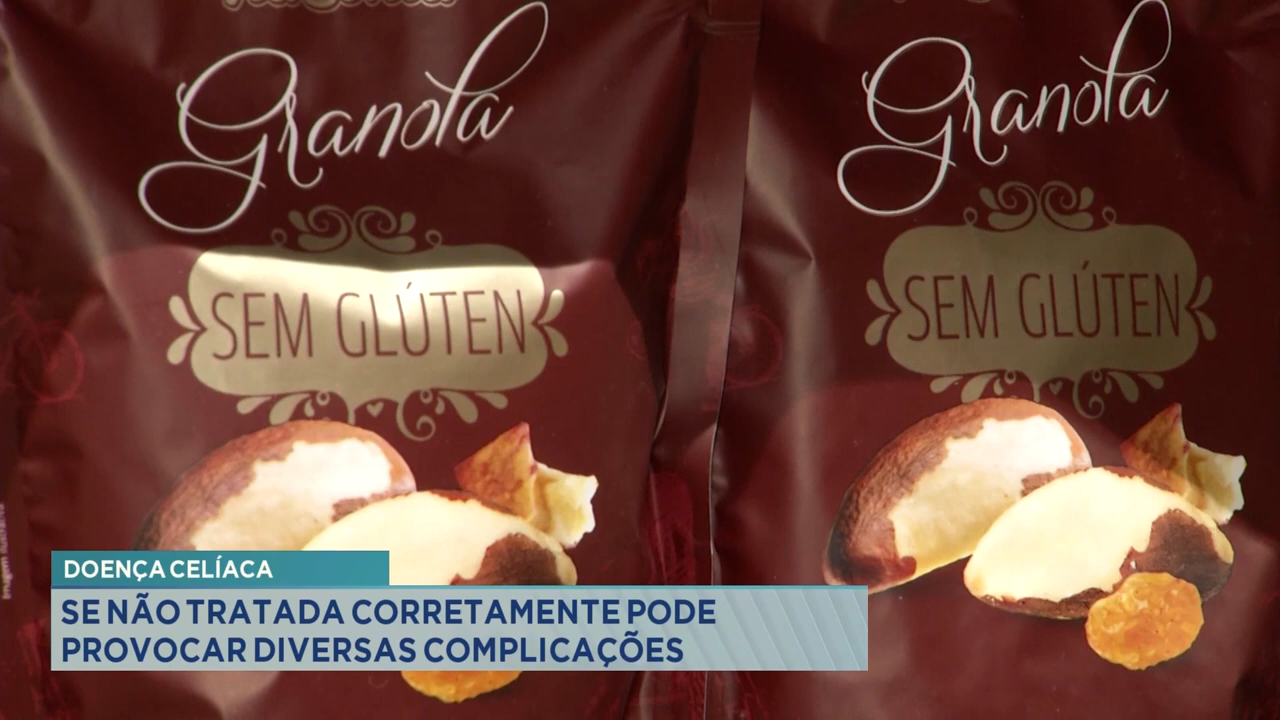 Granola
SEM GLÚTEN
Granola
SEM GLÚTEN
DOENÇA CELÍACA
SE NÃO TRATADA CORRETAMENTE PODE
PROVOCAR DIVERSAS COMPLICAÇÕES